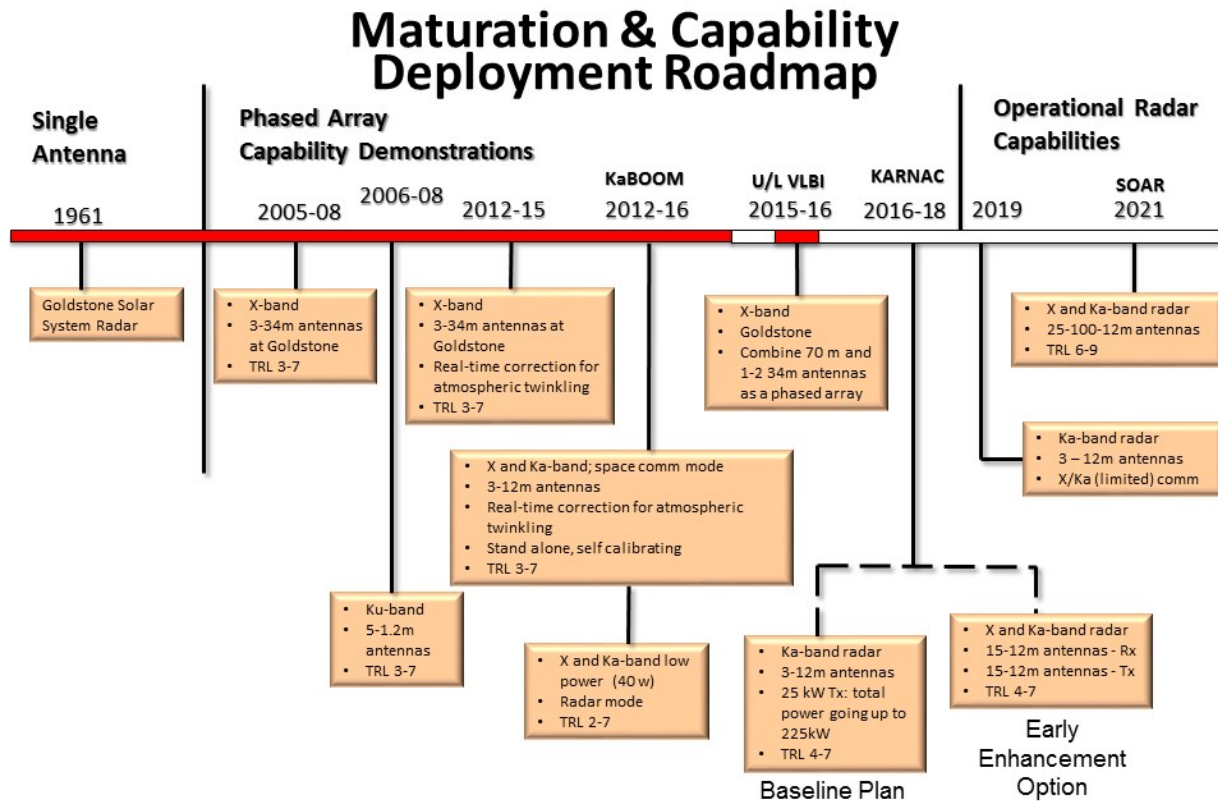 Maturation & Capability
Deployment Roadmap
Single
Antenna
Phased Array
Capability Demonstrations
Operational Radar
Capabilities
1961
2005-08
2006-08
2012-15
KaBOOM
2012-16
U/L VLBI
2015-16
KARNAC
2016-18
2019
SOAR
2021
Goldstone Solar
System Radar
• X-band
• 3-34m antennas
at Goldstone
• TRL 3-7
• X-band
• 3-34m antennas at
Goldstone
• Real-time correction for
atmospheric twinkling
• TRL 3-7
• X-band
• Goldstone
• Combine 70 m and
1-2 34m antennas
as a phased array
• X and Ka-band radar
• 25-100-12m antennas
• TRL 6-9
• Ka-band radar
• 3 – 12m antennas
• X/Ka (limited) comm
• X and Ka-band; space comm mode
• 3-12m antennas
• Real-time correction for atmospheric
twinkling
• Stand alone, self calibrating
• TRL 3-7
• Ku-band
• 5-1.2m
antennas
• TRL 3-7
• X and Ka-band low
power (40 w)
• Radar mode
• TRL 2-7
• Ka-band radar
• 3-12m antennas
• 25 kW Tx: total
power going up to
225kW
• TRL 4-7
Baseline Plan
• X and Ka-band radar
• 15-12m antennas - Rx
• 15-12m antennas - Tx
• TRL 4-7
Early
Enhancement
Option